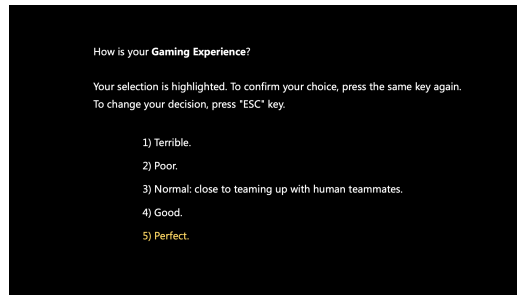 How is your Gaming Experience?
Your selection is highlighted. To confirm your choice, press the same key again.
To change your decision, press "ESC" key.
1) Terrible.
2) Poor.
3) Normal: close to teaming up with human teammates.
4) Good.
5) Perfect.